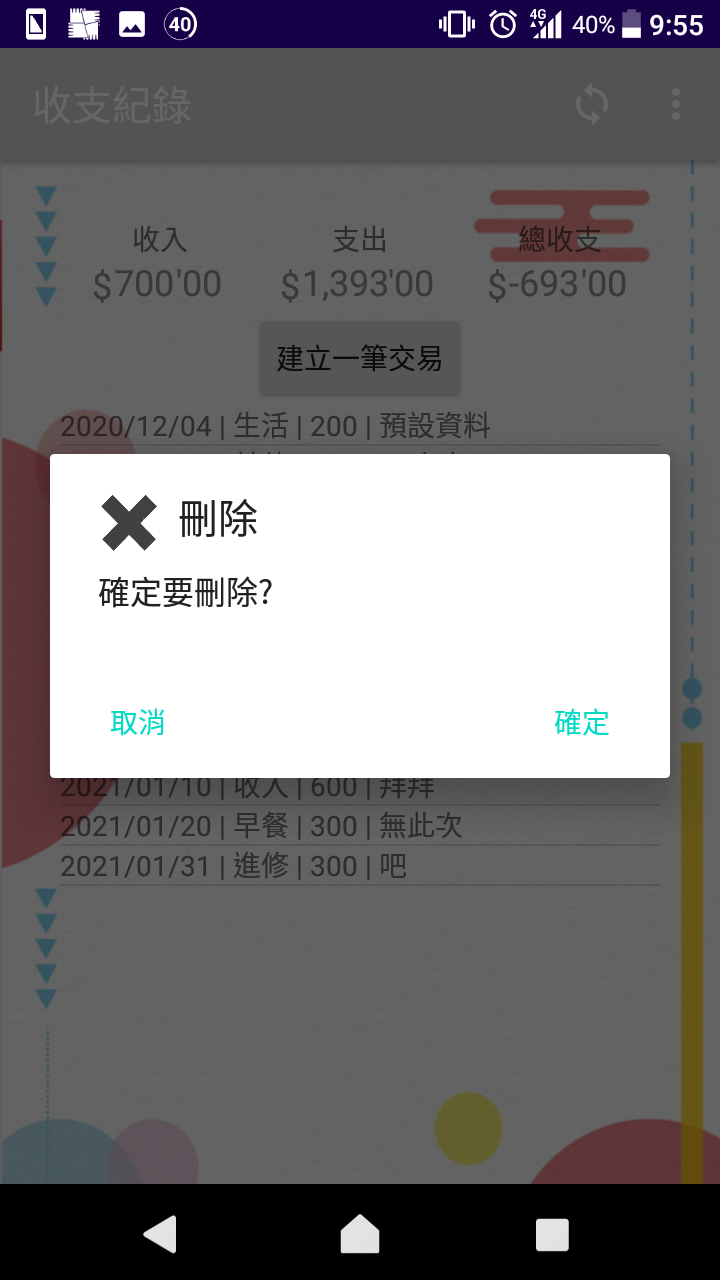 40 4G 40% 9:55
收支紀錄
收入 支出 總收支
$700'00 $1,393'00 $-693'00
建立一筆交易
2020/12/04 | 生活 | 200 | 預設資料
刪除
確定要刪除?
取消 確定
2021/01/10 | 收入 | 600 | 拜拜
2021/01/20 | 早餐 | 300 | 無此次
2021/01/31 | 進修 | 300 | 吧